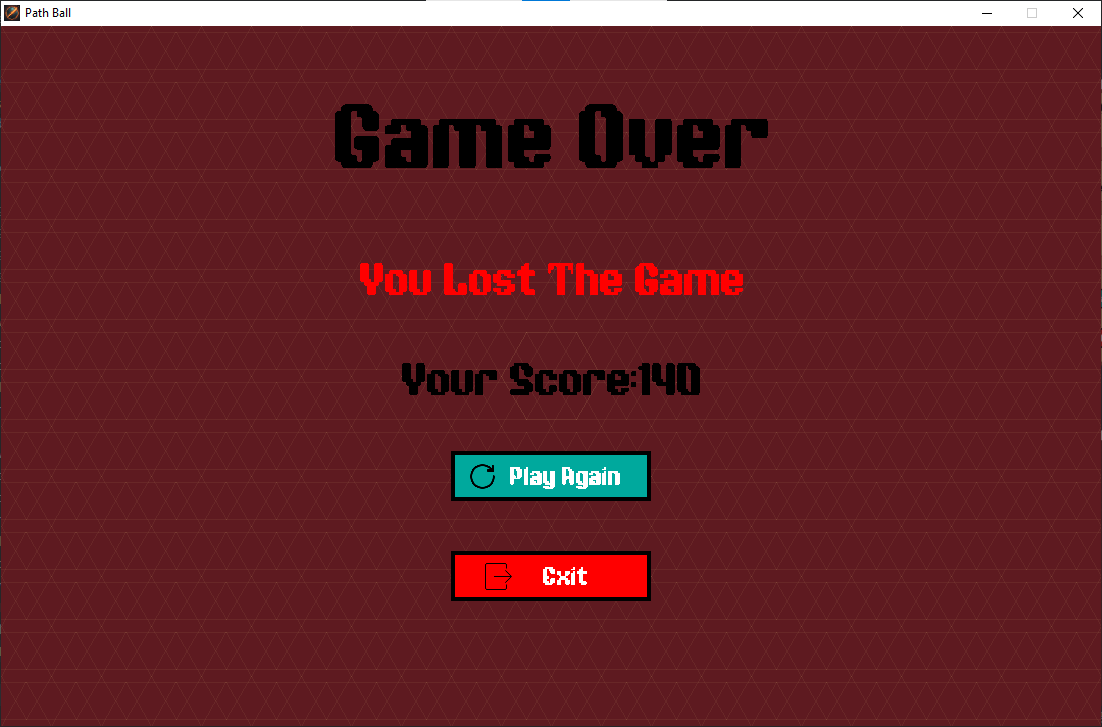 Path Ball
Game Over
You Lost The Game
Your Score:140
Play Again
Exit